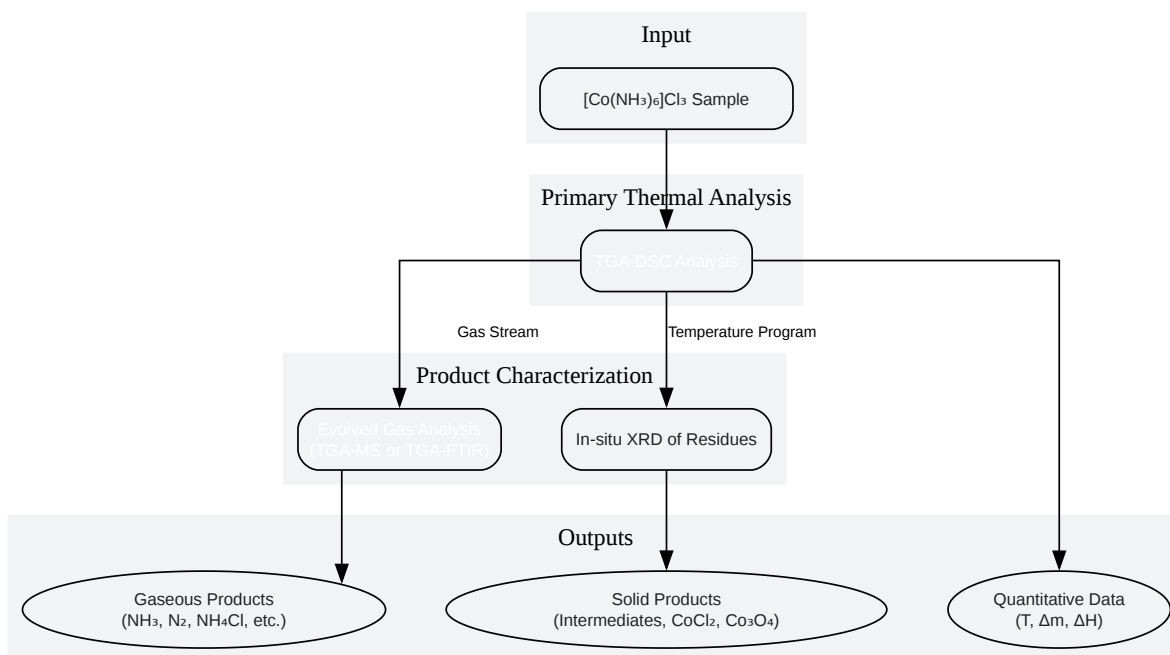 Input
[Co(NH₃)₆]Cl₃ Sample
Primary Thermal Analysis
TGA-DSC Analysis
Gas Stream
Temperature Program
Product Characterization
Evolved Gas Analysis
(TGA-MS or TGA-FTIR)
In-situ XRD of Residues
Outputs
Gaseous Products
(NH₃, N₂, NH₄Cl, etc.)
Solid Products
(Intermediates, CoCl₂, Co₃O₄)
Quantitative Data
(T, Δm, ΔH)